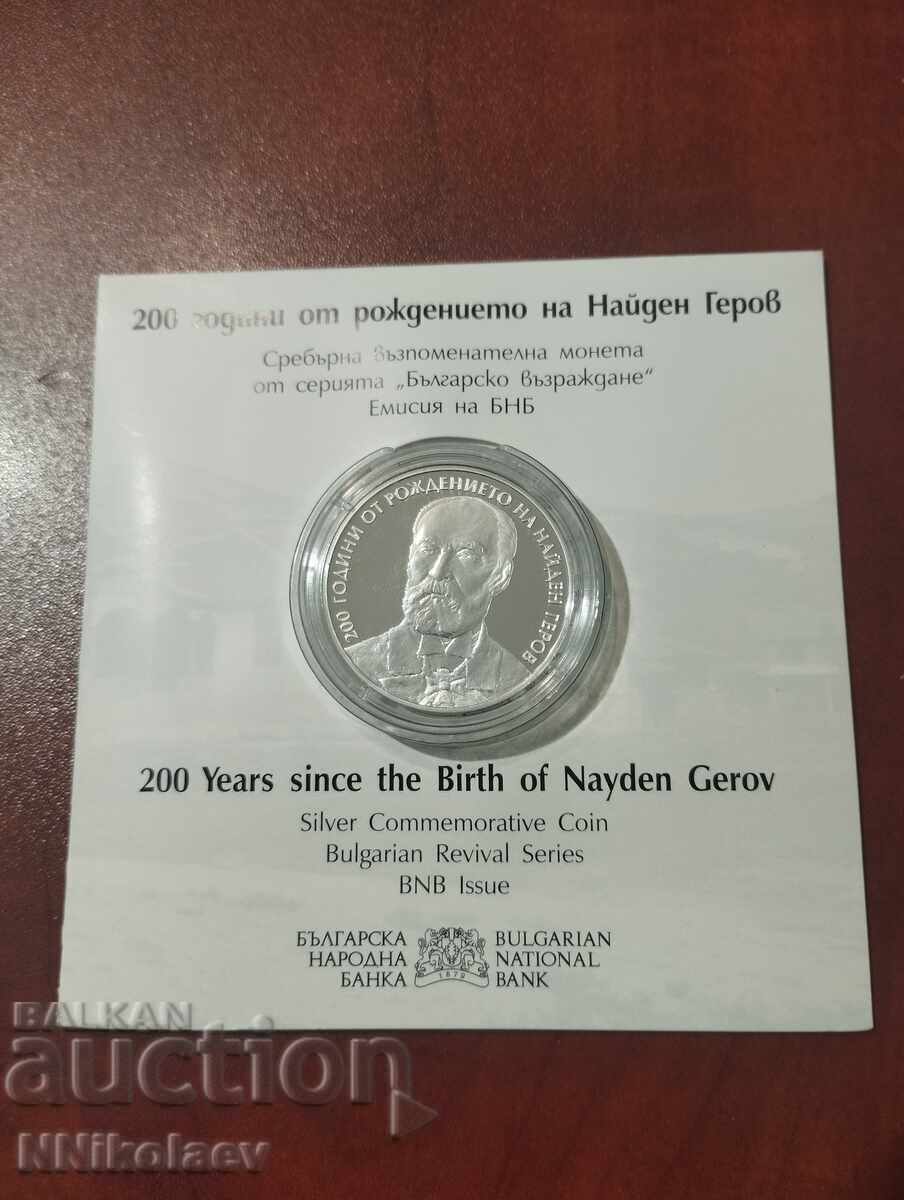 200 години от рождението на Найден Геров
Сребърна възпоменателна монета
от серията „Българско възраждане“
Емисия на БНБ
200 ГОДИНИ ОТ РОЖДЕНИЕТО НА НАЙДЕН ГЕРОВ
200 Years since the Birth of Nayden Gerov
Silver Commemorative Coin
Bulgarian Revival Series
BNB Issue
БЪЛГАРСКА
НАРОДНА
БАНКА
1879
BULGARIAN
NATIONAL
BANK
BALKAN
auction
NNikolaev